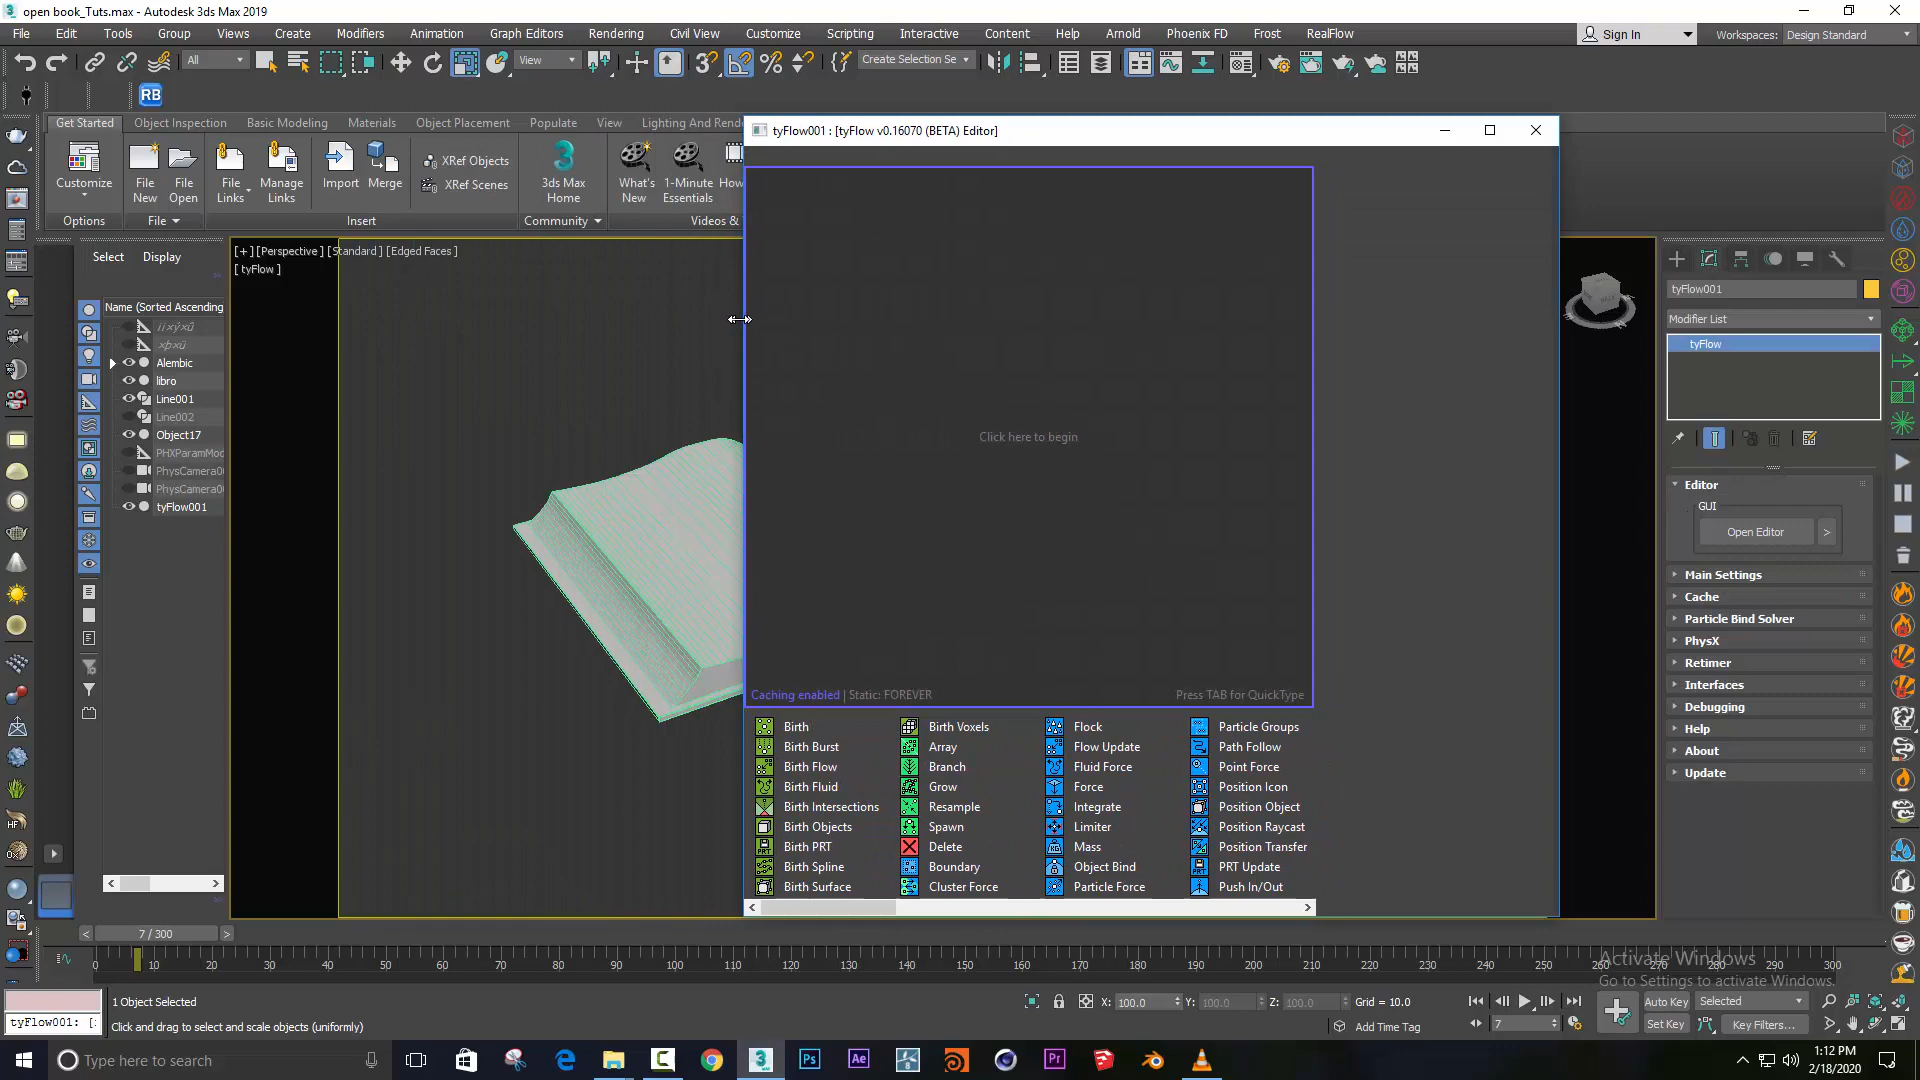 open book_Tuts.max - Autodesk 3ds Max 2019
File Edit Tools Group Views Create Modifiers Animation Graph Editors Rendering Civil View Customize Scripting Interactive Content Help Arnold Phoenix FD Frost RealFlow
Sign In
Workspaces: Design Standard
All
View
Create Selection Se
RB
Get Started Object Inspection Basic Modeling Materials Object Placement Populate View Lighting And Rend
Customize
Options
File New
File Open
File
File Links
Manage Links
Import
Merge
XRef Objects
XRef Scenes
Insert
3ds Max Home
Community
What's New
1-Minute Essentials
How
Videos &
tyFlow001 : [tyFlow v0.16070 (BETA) Editor]
[+] [Perspective] [Standard] [Edged Faces]
[ tyFlow ]
Select Display
Name (Sorted Ascending
Alembic
libro
Line001
Line002
Object17
PHXParamMod
PhysCamera0
PhysCamera0
tyFlow001
Click here to begin
Caching enabled | Static: FOREVER
Press TAB for QuickType
Birth Birth Voxels Flock Particle Groups
Birth Burst Array Flow Update Path Follow
Birth Flow Branch Fluid Force Point Force
Birth Fluid Grow Force Position Icon
Birth Intersections Resample Integrate Position Object
Birth Objects Spawn Limiter Position Raycast
Birth PRT Delete Mass Position Transfer
Birth Spline Boundary Object Bind PRT Update
Birth Surface Cluster Force Particle Force Push In/Out
tyFlow001
Modifier List
tyFlow
Editor
GUI
Open Editor >
Main Settings
Cache
Particle Bind Solver
PhysX
Retimer
Interfaces
Debugging
Help
About
Update
< 7 / 300 >
0 10 20 30 40 50 60 70 80 90 100 110 120 130 140 150 160 170 180 190 200 210 220 230 240 250 260 270 280 290 300
Activate Windows
Go to Settings to activate Windows.
1 Object Selected
X: 100.0 Y: 100.0 Z: 100.0 Grid = 10.0
Auto Key Selected
tyFlow001: [
Click and drag to select and scale objects (uniformly)
Add Time Tag
7
Set Key Key Filters...
Type here to search
1:12 PM
2/18/2020